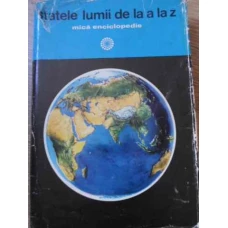 statele lumii de la a la z
mică enciclopedie